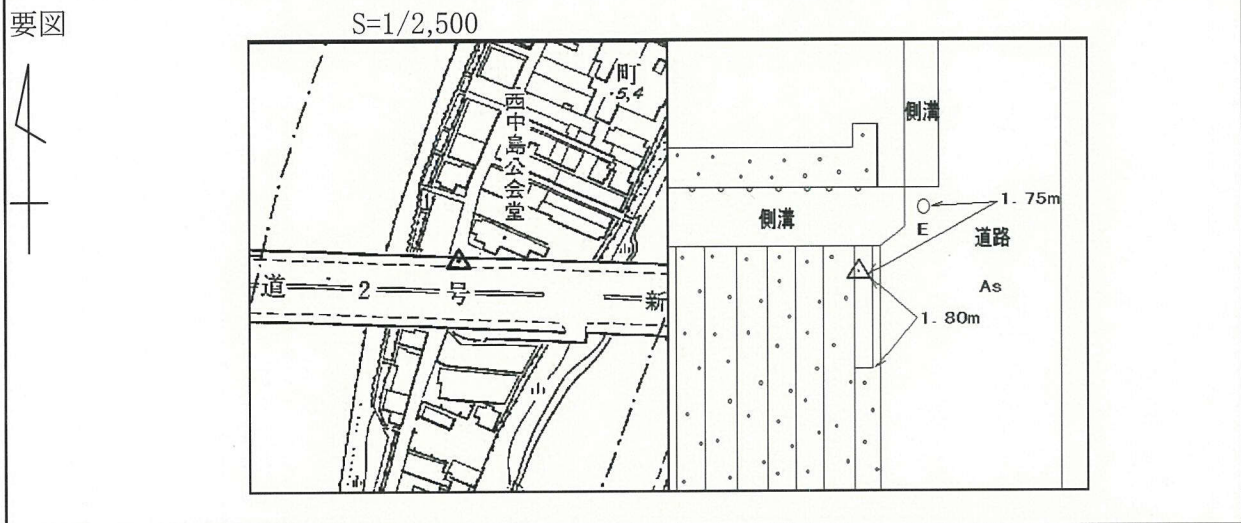 要図
S=1/2,500
町
・5,4
西中島公会堂
道 2 号
新
側溝
側溝
E
1.75m
道路
As
1.80m